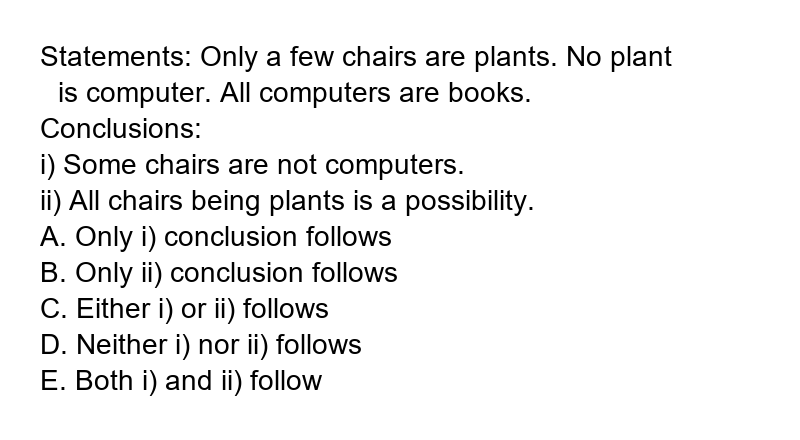 Statements: Only a few chairs are plants. No plant
is computer. All computers are books.
Conclusions:
i) Some chairs are not computers.
ii) All chairs being plants is a possibility.
A. Only i) conclusion follows
B. Only ii) conclusion follows
C. Either i) or ii) follows
D. Neither i) nor ii) follows
E. Both i) and ii) follow